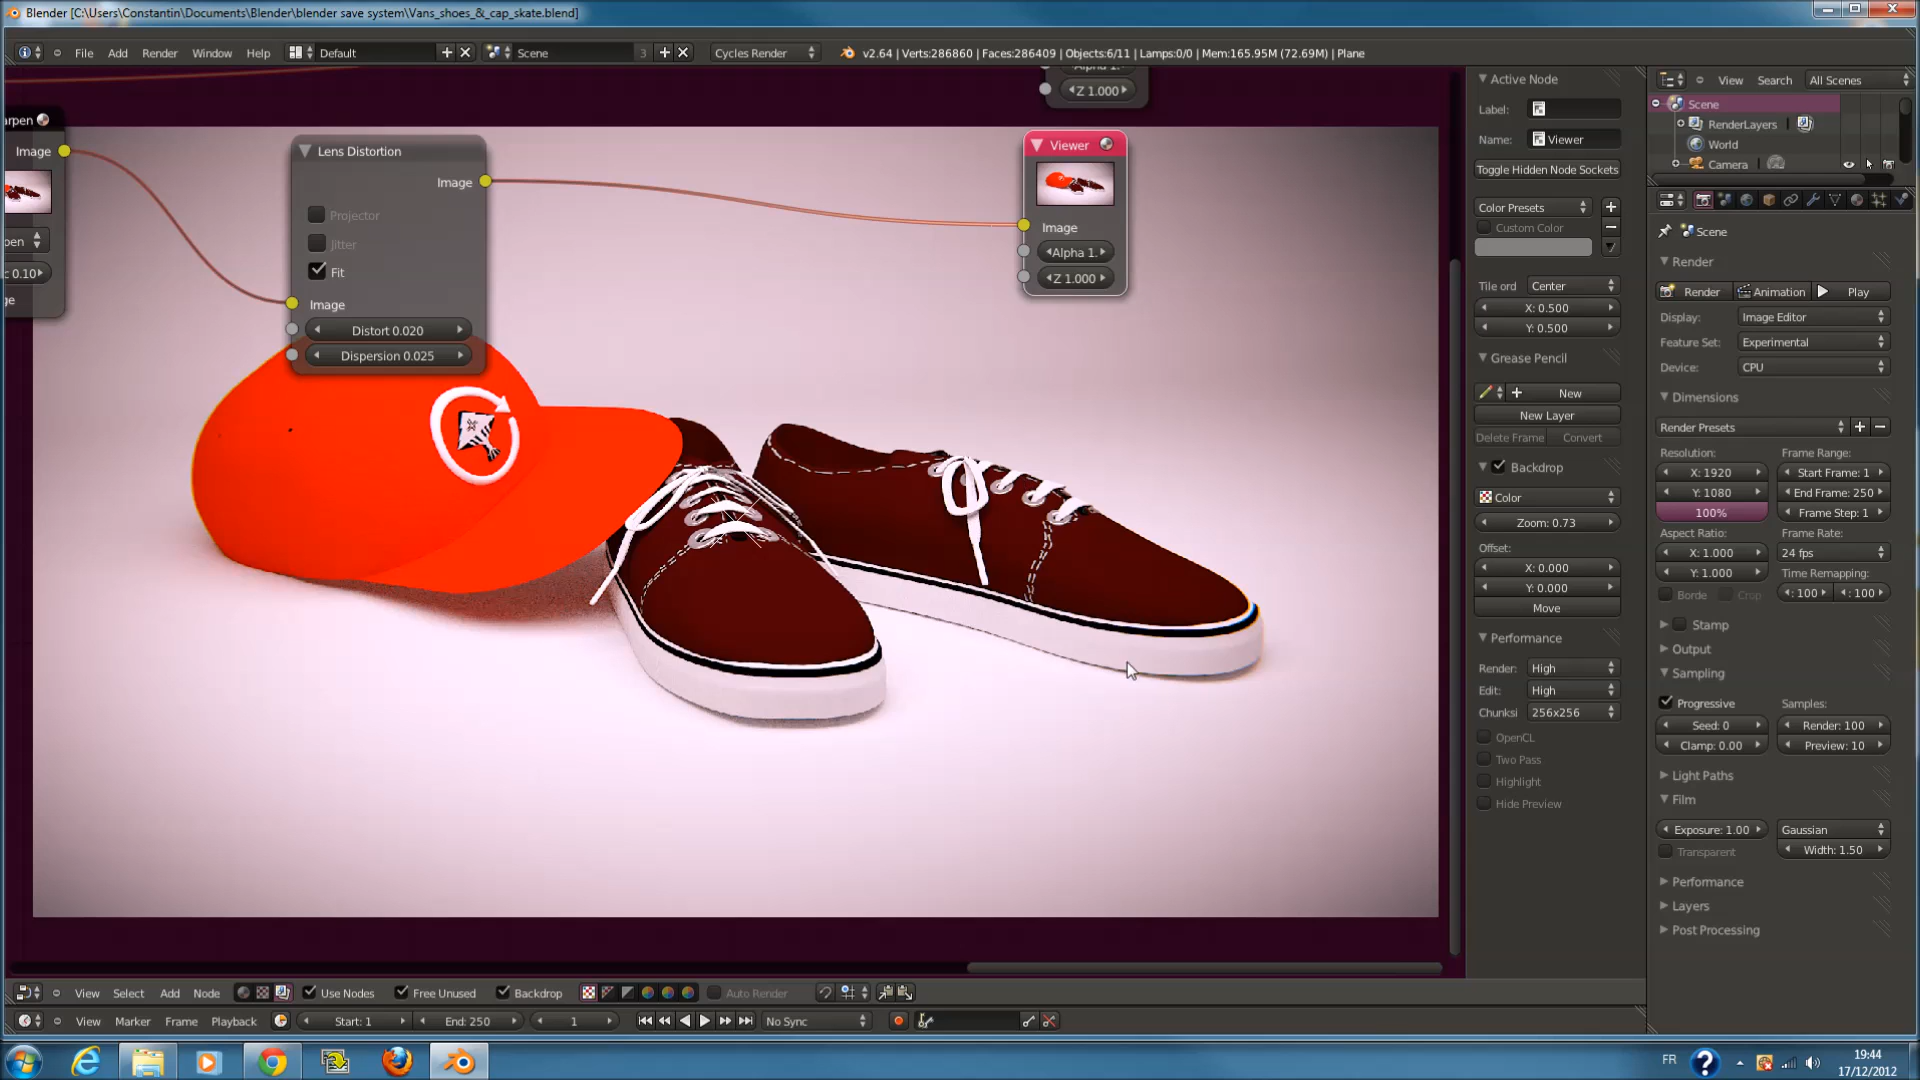 Blender [C:\Users\Constantin\Documents\Blender\blender save system\Vans_shoes_&_cap_skate.blend]
File Add Render Window Help Default Scene 3 Cycles Render v2.64 | Verts:286860 | Faces:286409 | Objects:6/11 | Lamps:0/0 | Mem:165.95M (72.69M) | Plane
Z 1.000
arpen
Image
pen
c 0.10
ge
Lens Distortion
Image
Projector
Jitter
Fit
Image
Distort 0.020
Dispersion 0.025
Viewer
Image
Alpha 1.
Z 1.000
Active Node
Label:
Name: Viewer
Toggle Hidden Node Sockets
Color Presets
Custom Color
Tile ord Center
X: 0.500
Y: 0.500
Grease Pencil
New
New Layer
Delete Frame Convert
Backdrop
Color
Zoom: 0.73
Offset:
X: 0.000
Y: 0.000
Move
Performance
Render: High
Edit: High
Chunksi 256x256
OpenCL
Two Pass
Highlight
Hide Preview
View Search All Scenes
Scene
RenderLayers
World
Camera
Scene
Render
Render Animation Play
Display: Image Editor
Feature Set: Experimental
Device: CPU
Dimensions
Render Presets
Resolution: Frame Range:
X: 1920 Start Frame: 1
Y: 1080 End Frame: 250
100% Frame Step: 1
Aspect Ratio: Frame Rate:
X: 1.000 24 fps
Y: 1.000 Time Remapping:
Borde Crop : 100 : 100
Stamp
Output
Sampling
Progressive Samples:
Seed: 0 Render: 100
Clamp: 0.00 Preview: 10
Light Paths
Film
Exposure: 1.00 Gaussian
Transparent Width: 1.50
Performance
Layers
Post Processing
View Select Add Node Use Nodes Free Unused Backdrop Auto Render
View Marker Frame Playback Start: 1 End: 250 1 No Sync
FR 19:44
17/12/2012